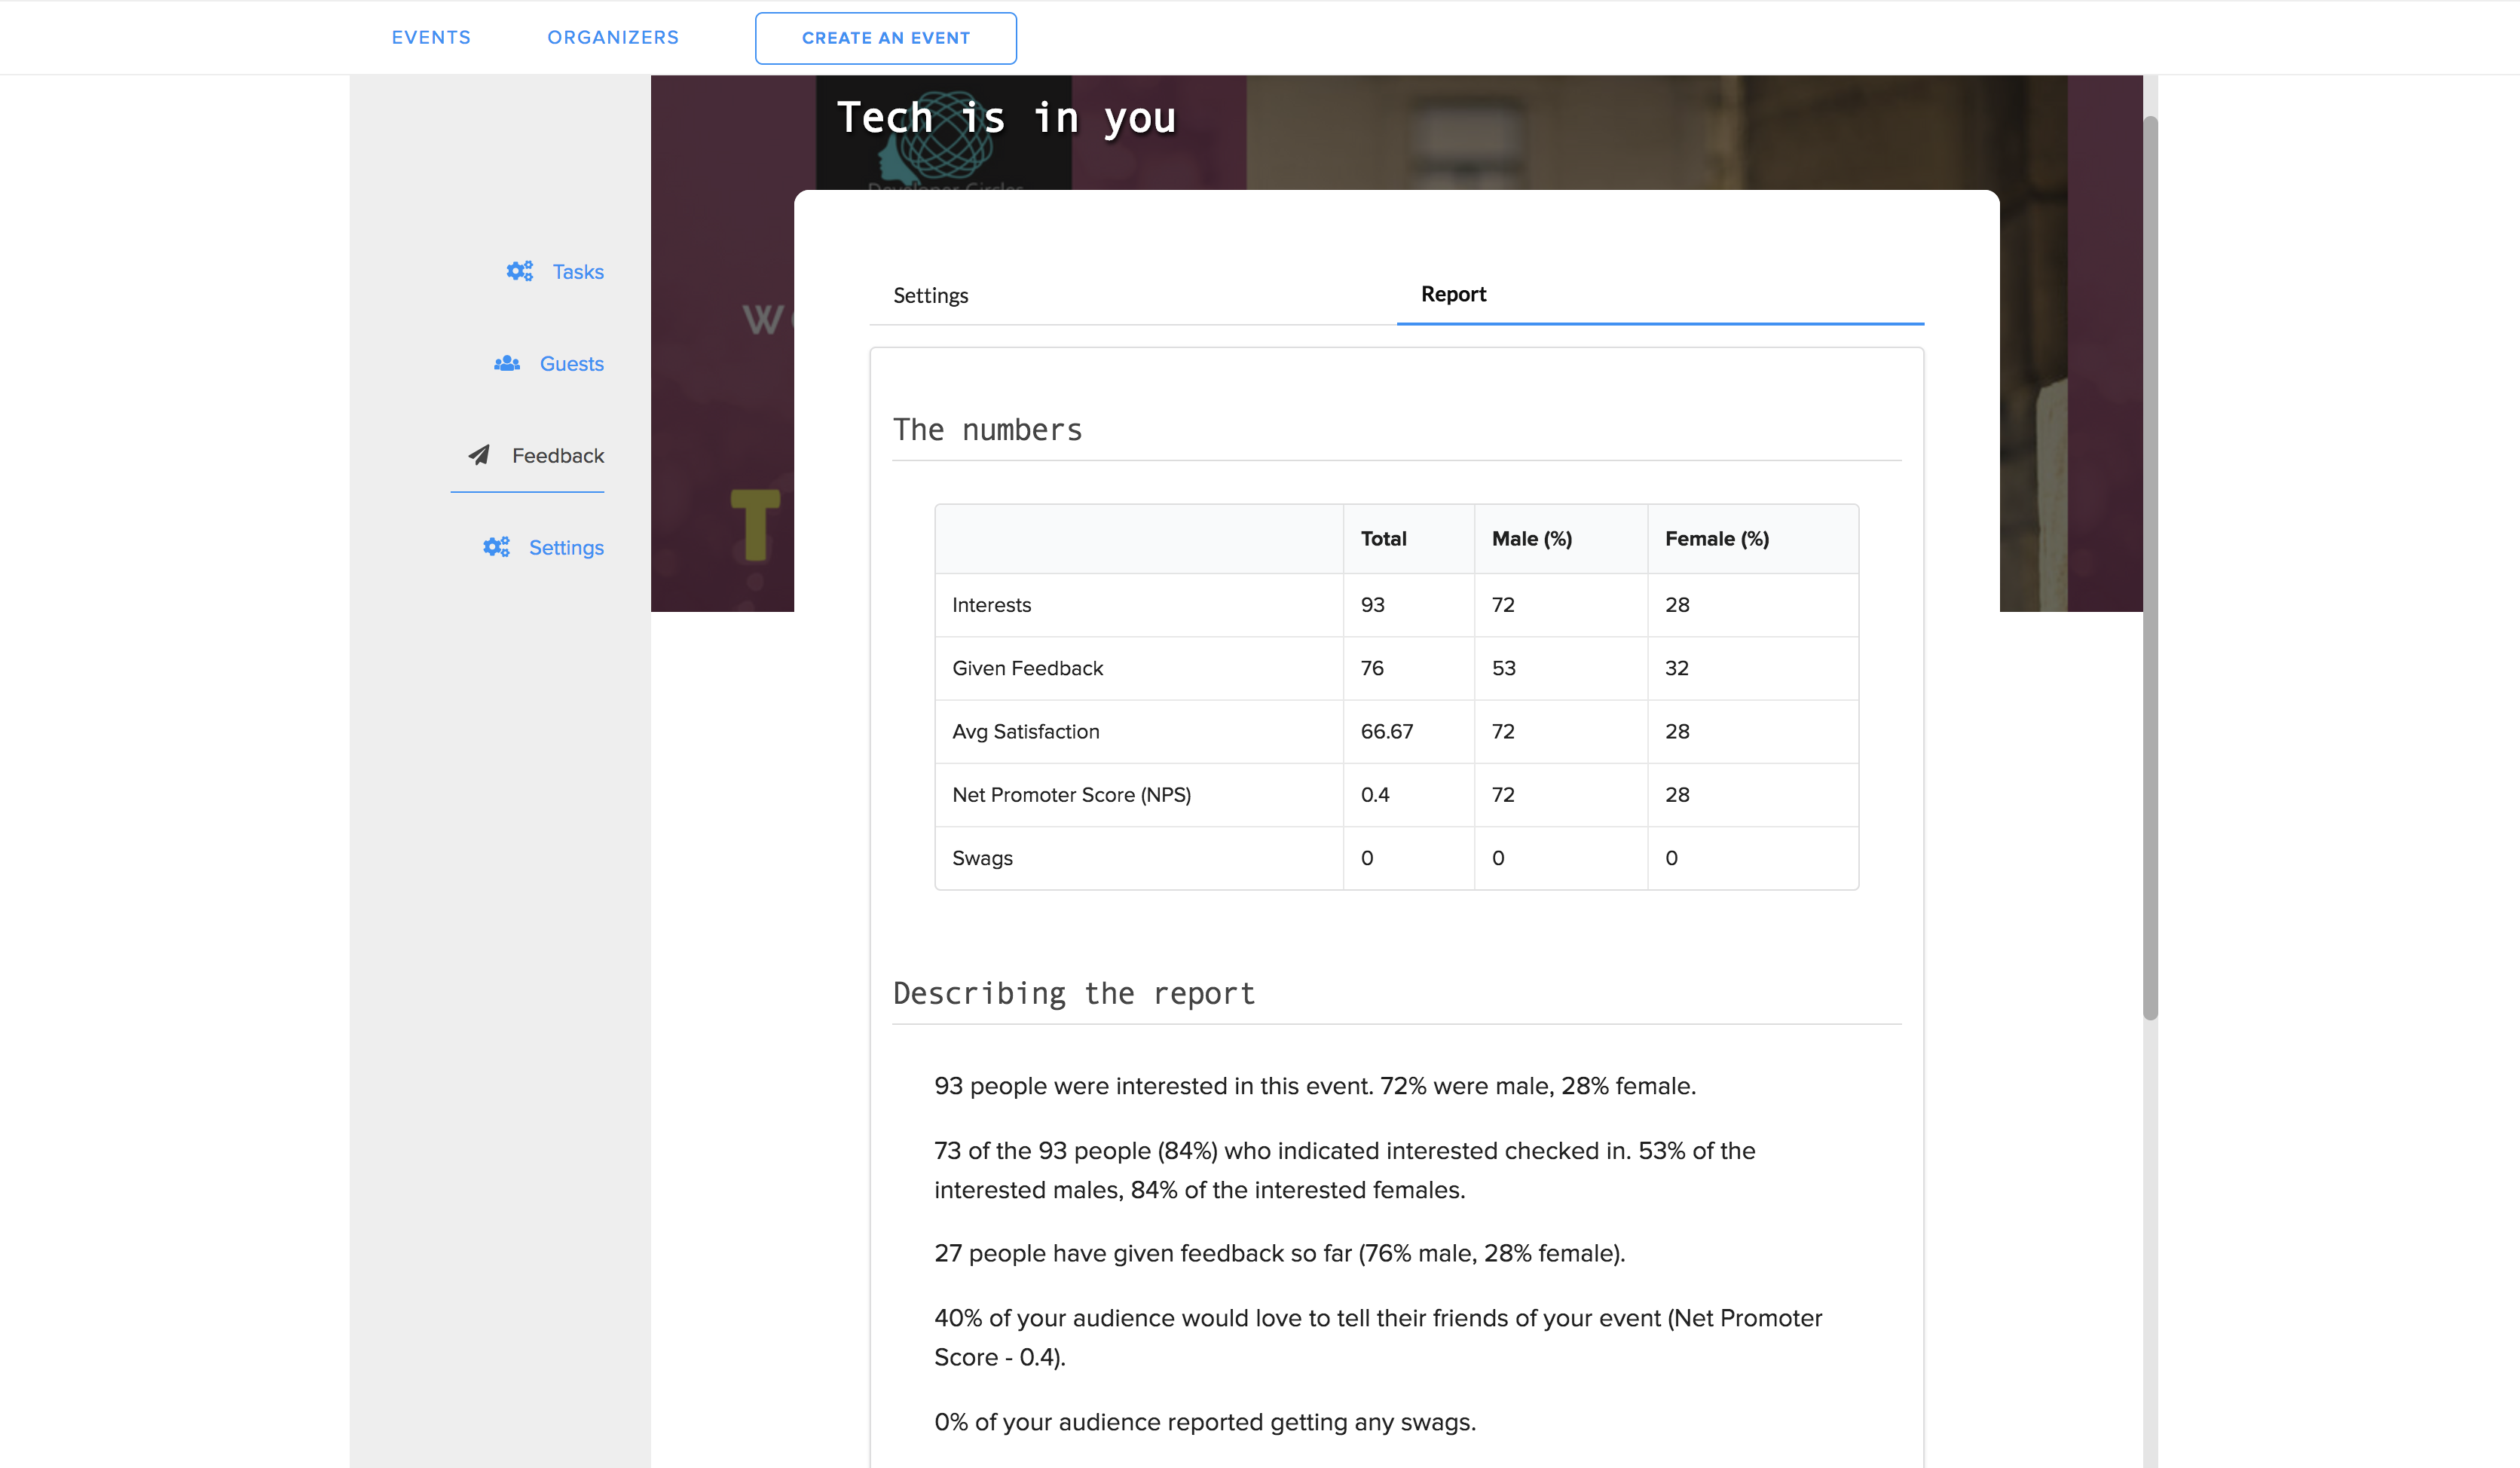 EVENTS ORGANIZERS CREATE AN EVENT
Tech is in you
Developer Circles
Tasks
Guests
Feedback
Settings
W
T
Settings Report
The numbers
Total Male (%) Female (%)
Interests 93 72 28
Given Feedback 76 53 32
Avg Satisfaction 66.67 72 28
Net Promoter Score (NPS) 0.4 72 28
Swags 0 0 0
Describing the report
93 people were interested in this event. 72% were male, 28% female.
73 of the 93 people (84%) who indicated interested checked in. 53% of the
interested males, 84% of the interested females.
27 people have given feedback so far (76% male, 28% female).
40% of your audience would love to tell their friends of your event (Net Promoter
Score - 0.4).
0% of your audience reported getting any swags.